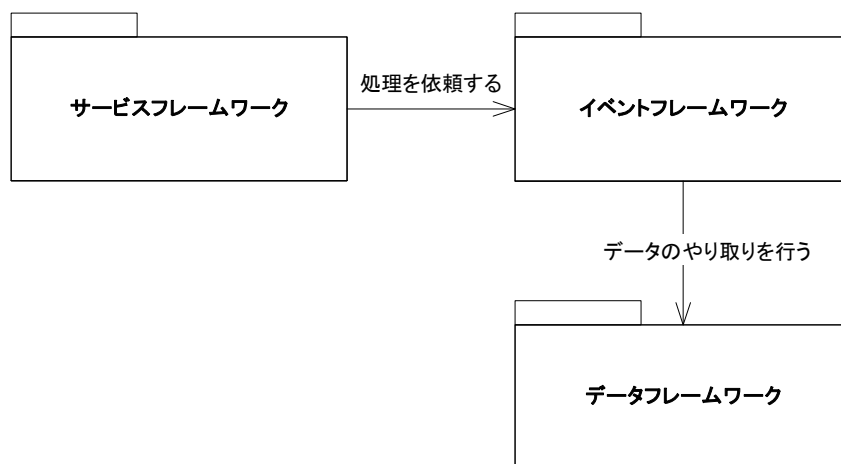 サービスフレームワーク
処理を依頼する
イベントフレームワーク
データのやり取りを行う
データフレームワーク